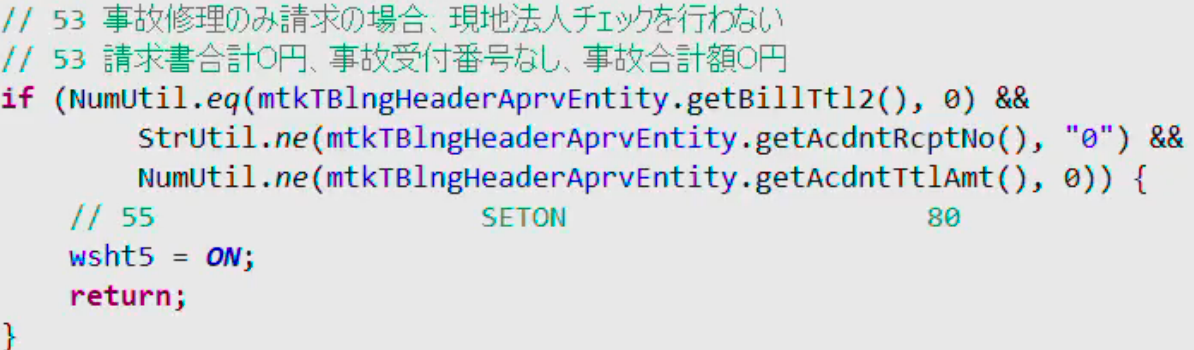 // 53 事故修理のみ請求の場合、現地法人チェックを行わない
// 53 請求書合計〇円、事故受付番号なし、事故合計額〇円
if (NumUtil.eq(mtkTBlngHeaderAprvEntity.getBillTtl2(), 0) &&
StrUtil.ne(mtkTBlngHeaderAprvEntity.getAcdntRcptNo(), "0") &&
NumUtil.ne(mtkTBlngHeaderAprvEntity.getAcdntTtlAmt(), 0)) {
// 55 SETON 80
wsht5 = ON;
return;
}